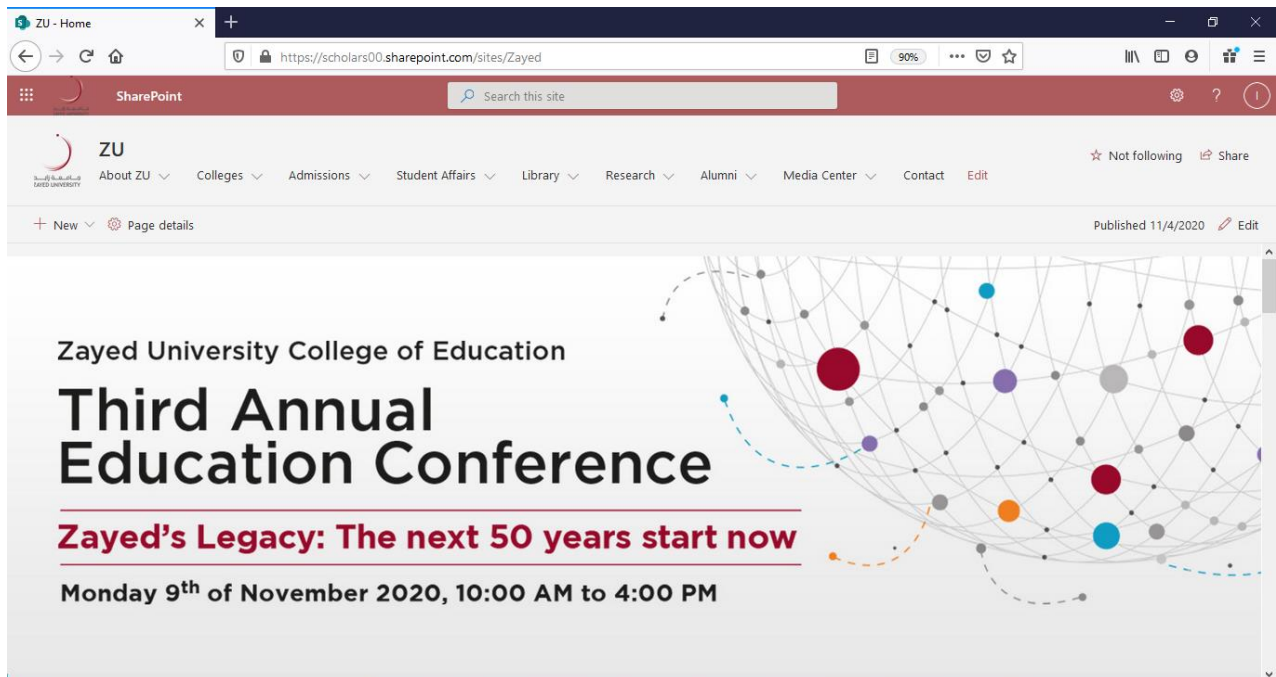 ZU - Home
https://scholars00.sharepoint.com/sites/Zayed
90%
SharePoint
Search this site
?
I
ZU
About ZU Colleges Admissions Student Affairs Library Research Alumni Media Center Contact Edit
Not following Share
ZAYED UNIVERSITY
New Page details
Published 11/4/2020 Edit
Zayed University College of Education
Third Annual
Education Conference
Zayed's Legacy: The next 50 years start now
Monday 9th of November 2020, 10:00 AM to 4:00 PM